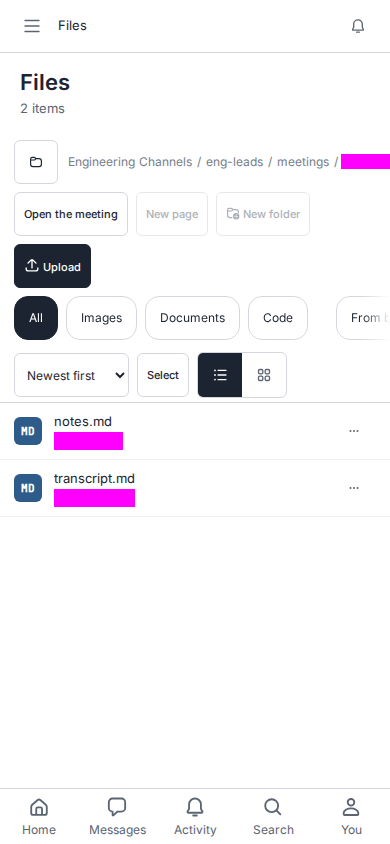 Files
Files
2 items
Engineering Channels / eng-leads / meetings /
Open the meeting New page New folder
Upload
All Images Documents Code From
Newest first Select
MD notes.md
MD transcript.md
Home Messages Activity Search You